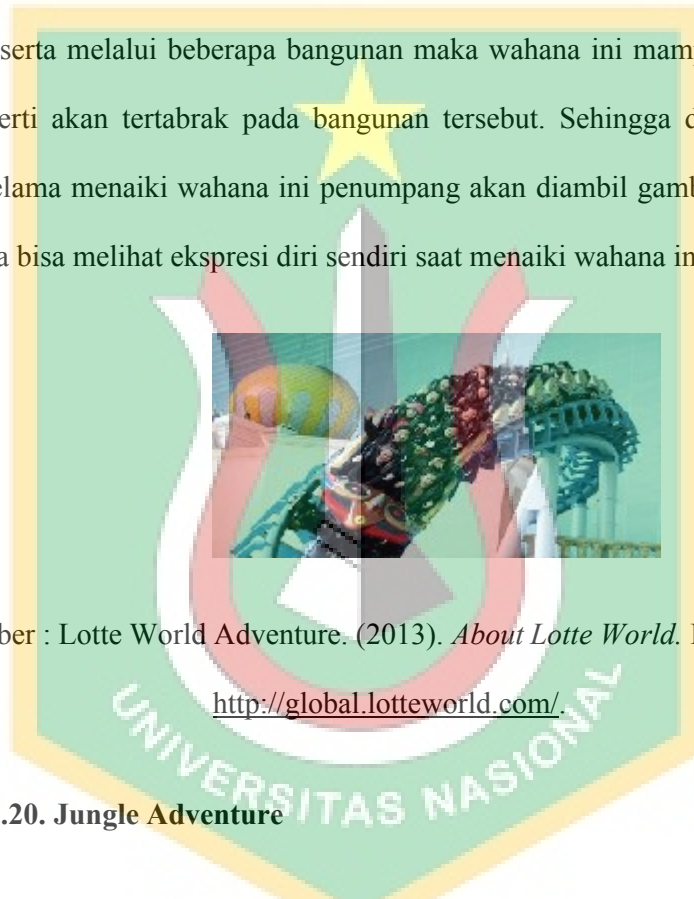 serta melalui beberapa bangunan maka wahana ini mam
erti akan tertabrak pada bangunan tersebut. Sehingga d
elama menaiki wahana ini penumpang akan diambil gamb
a bisa melihat ekspresi diri sendiri saat menaiki wahana in
ber : Lotte World Adventure. (2013). About Lotte World.
http://global.lotteworld.com/.
UNIVERSITAS NASIONAL
.20. Jungle Adventure